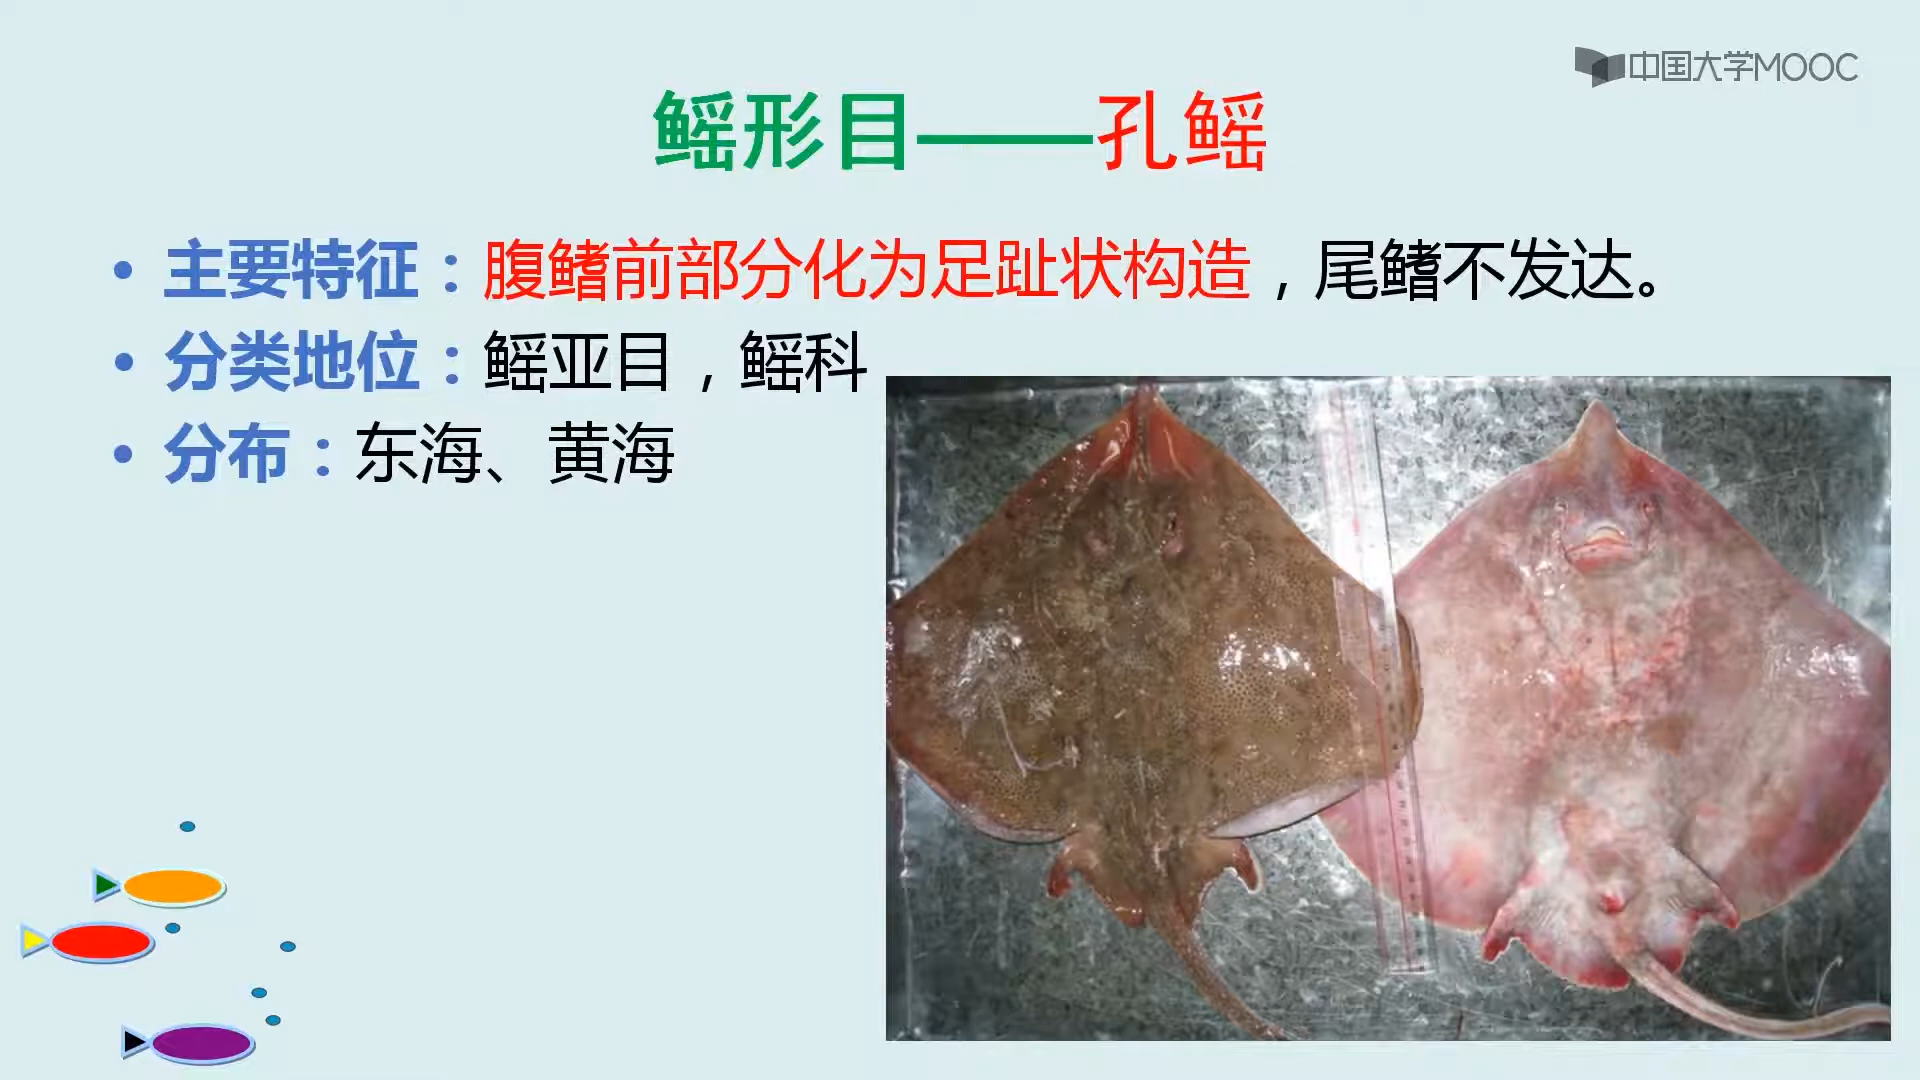 中国大学MOOC
鳐形目——孔鳐
• 主要特征：腹鳍前部分化为足趾状构造，尾鳍不发达。
• 分类地位：鳐亚目，鳐科
• 分布：东海、黄海